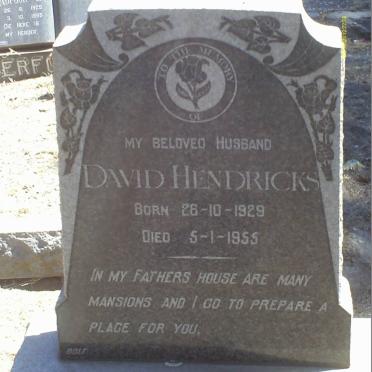 TO THE MEMORY
OF
MY BELOVED HUSBAND
DAVID HENDRICKS
BORN 26-10-1929
DIED 5-1-1955
IN MY FATHERS HOUSE ARE MANY
MANSIONS AND I GO TO PREPARE A
PLACE FOR YOU.